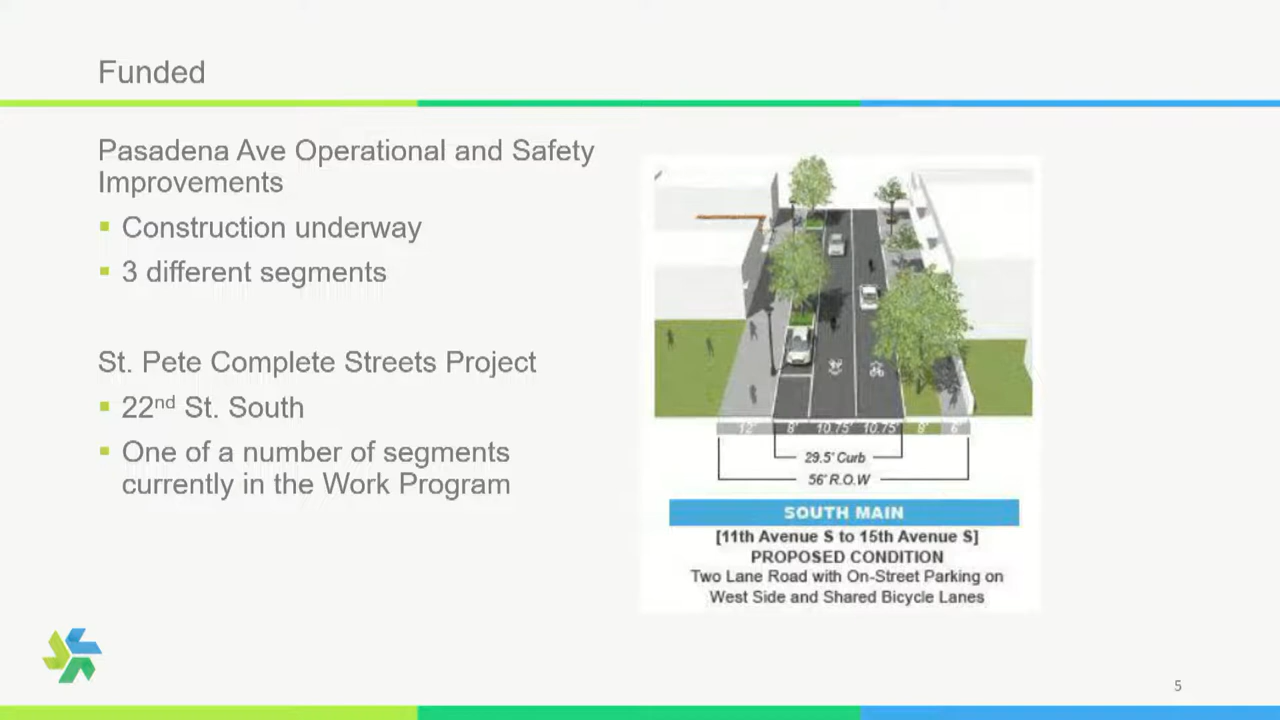 Funded
Pasadena Ave Operational and Safety
Improvements
Construction underway
3 different segments
St. Pete Complete Streets Project
22nd St. South
One of a number of segments
currently in the Work Program
12' 8' 10.75' 10.75' 8' 6'
29.5' Curb
56' R.O.W
SOUTH MAIN
[11th Avenue S to 15th Avenue S]
PROPOSED CONDITION
Two Lane Road with On-Street Parking on
West Side and Shared Bicycle Lanes
5